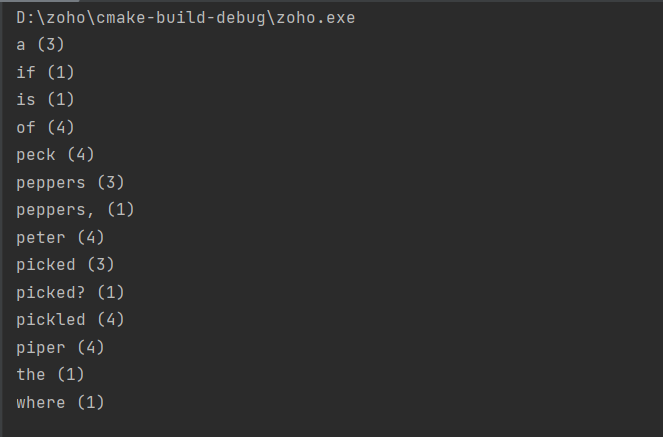 D:\zoho\cmake-build-debug\zoho.exe
a (3)
if (1)
is (1)
of (4)
peck (4)
peppers (3)
peppers, (1)
peter (4)
picked (3)
picked? (1)
pickled (4)
piper (4)
the (1)
where (1)